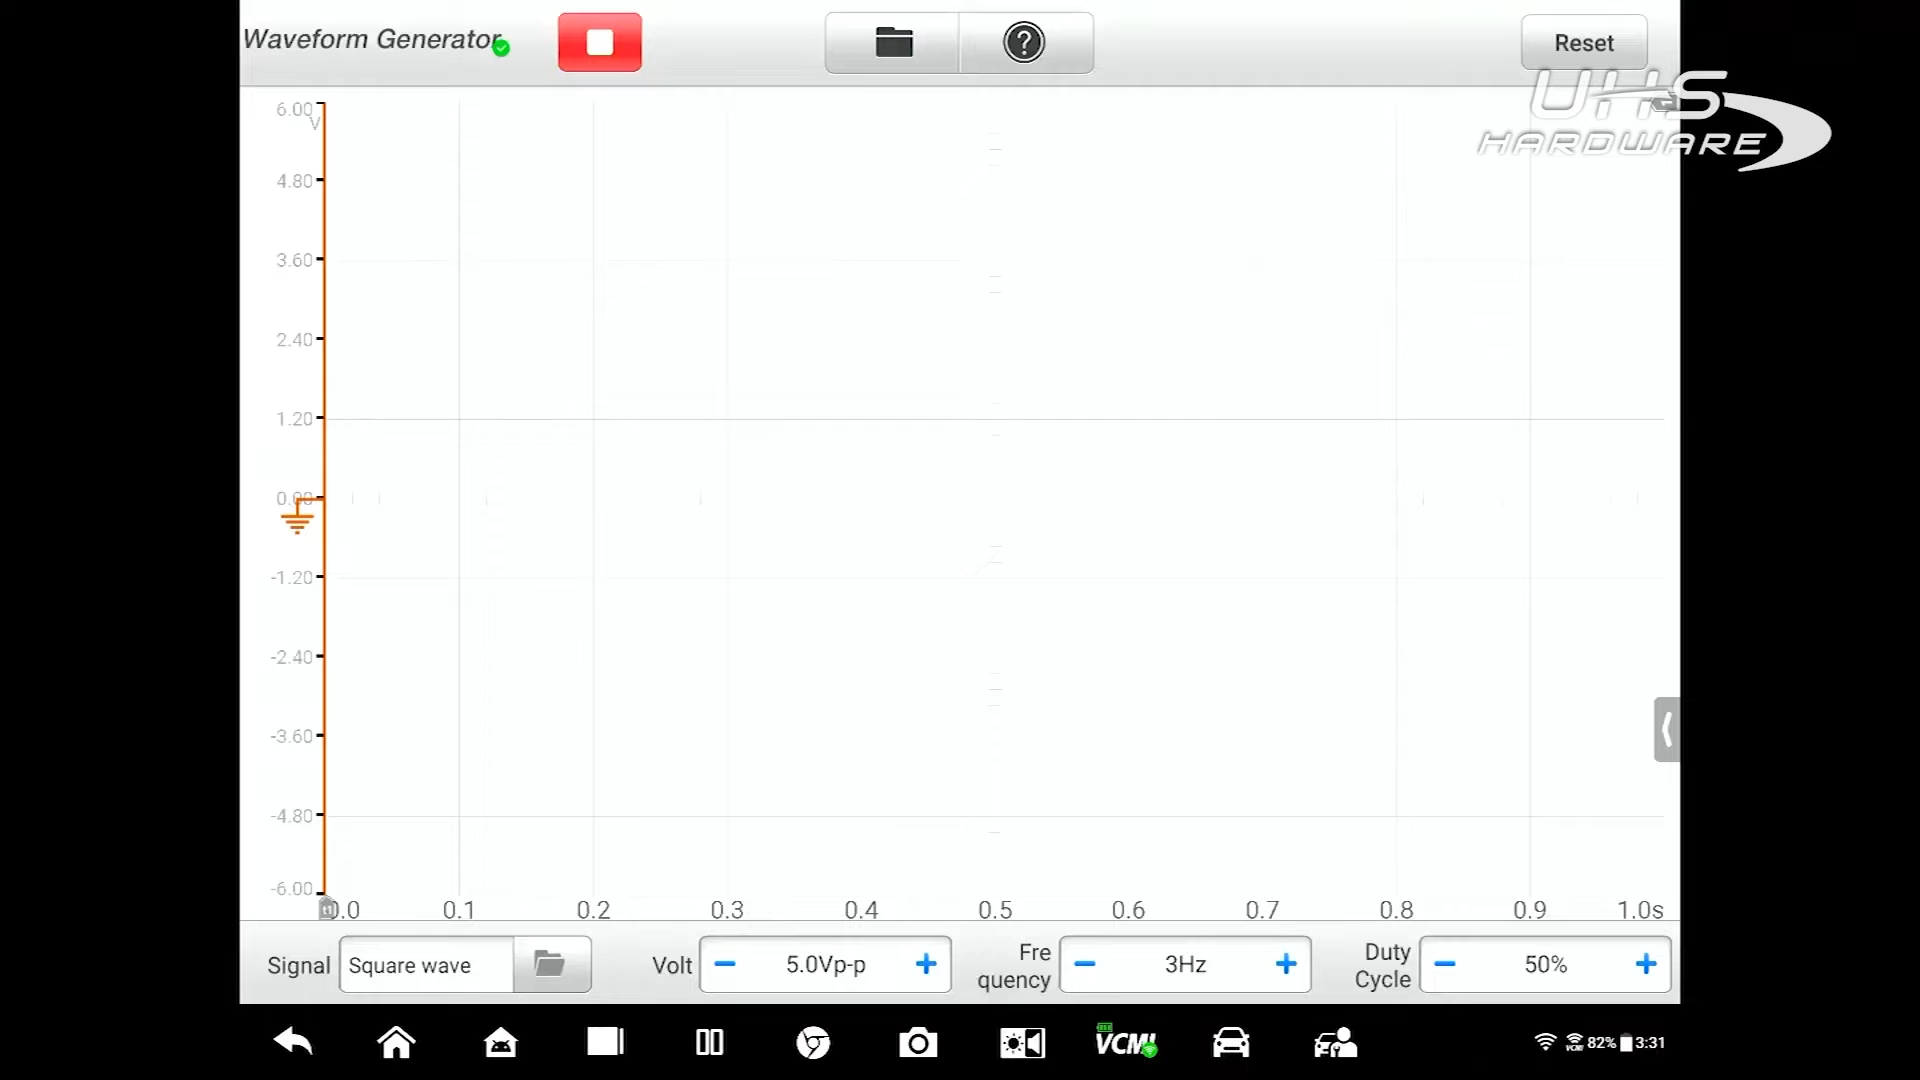 Waveform Generator
Reset
UHS
HARDWARE
6.00
V
4.80
3.60
2.40
1.20
0.00
-1.20
-2.40
-3.60
-4.80
-6.00
0.0 0.1 0.2 0.3 0.4 0.5 0.6 0.7 0.8 0.9 1.0s
Signal Square wave Volt 5.0Vp-p Fre
quency 3Hz Duty
Cycle 50%
VCMI VCMI 82% 3:31